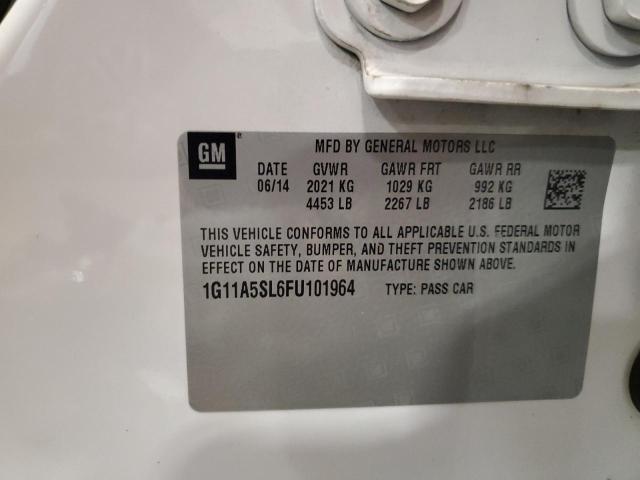 GM
MFD BY GENERAL MOTORS LLC
DATE GVWR GAWR FRT GAWR RR
06/14 2021 KG 1029 KG 992 KG
4453 LB 2267 LB 2186 LB
THIS VEHICLE CONFORMS TO ALL APPLICABLE U.S. FEDERAL MOTOR
VEHICLE SAFETY, BUMPER, AND THEFT PREVENTION STANDARDS IN
EFFECT ON THE DATE OF MANUFACTURE SHOWN ABOVE.
1G11A5SL6FU101964 TYPE: PASS CAR